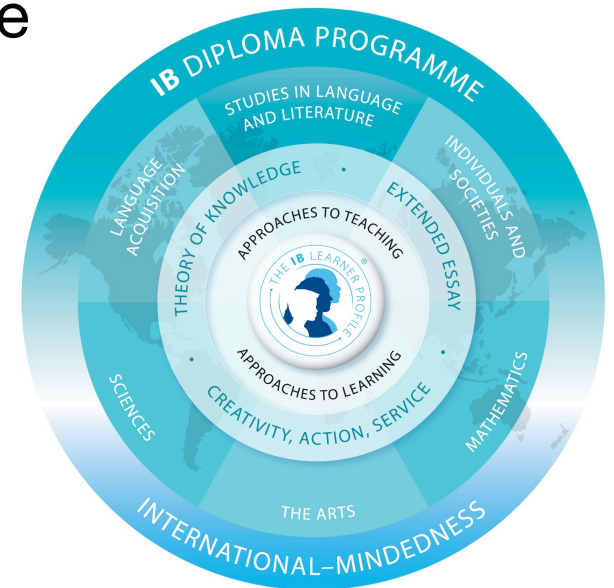 e
IB DIPLOMA PROGRAMME
STUDIES IN LANGUAGE
AND LITERATURE
LANGUAGE
ACQUISITION
INDIVIDUALS AND
SOCIETIES
THEORY OF KNOWLEDGE
EXTENDED ESSAY
APPROACHES TO TEACHING
THE IB LEARNER PROFILE
®
APPROACHES TO LEARNING
CREATIVITY, ACTION, SERVICE
SCIENCES
MATHEMATICS
THE ARTS
INTERNATIONAL–MINDEDNESS